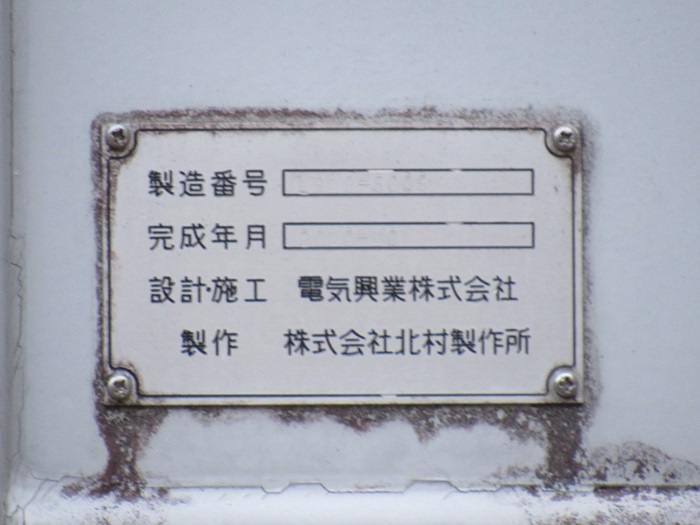 製造番号
完成年月
設計・施工 電気興業株式会社
製作 株式会社北村製作所